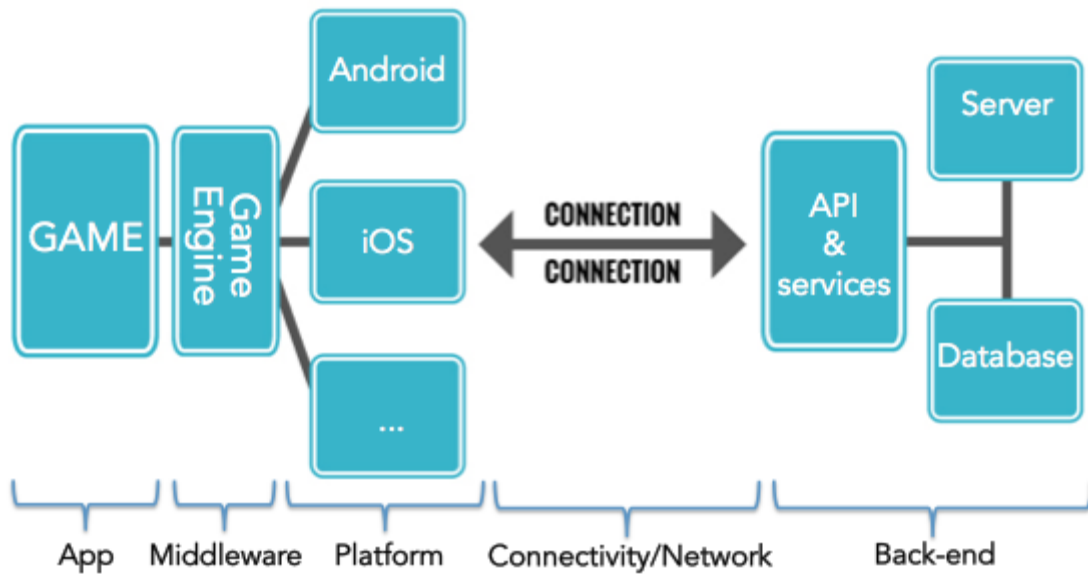 GAME
Game
Engine
Android
iOS
...
CONNECTION
CONNECTION
API
&
services
Server
Database
App
Middleware
Platform
Connectivity/Network
Back-end